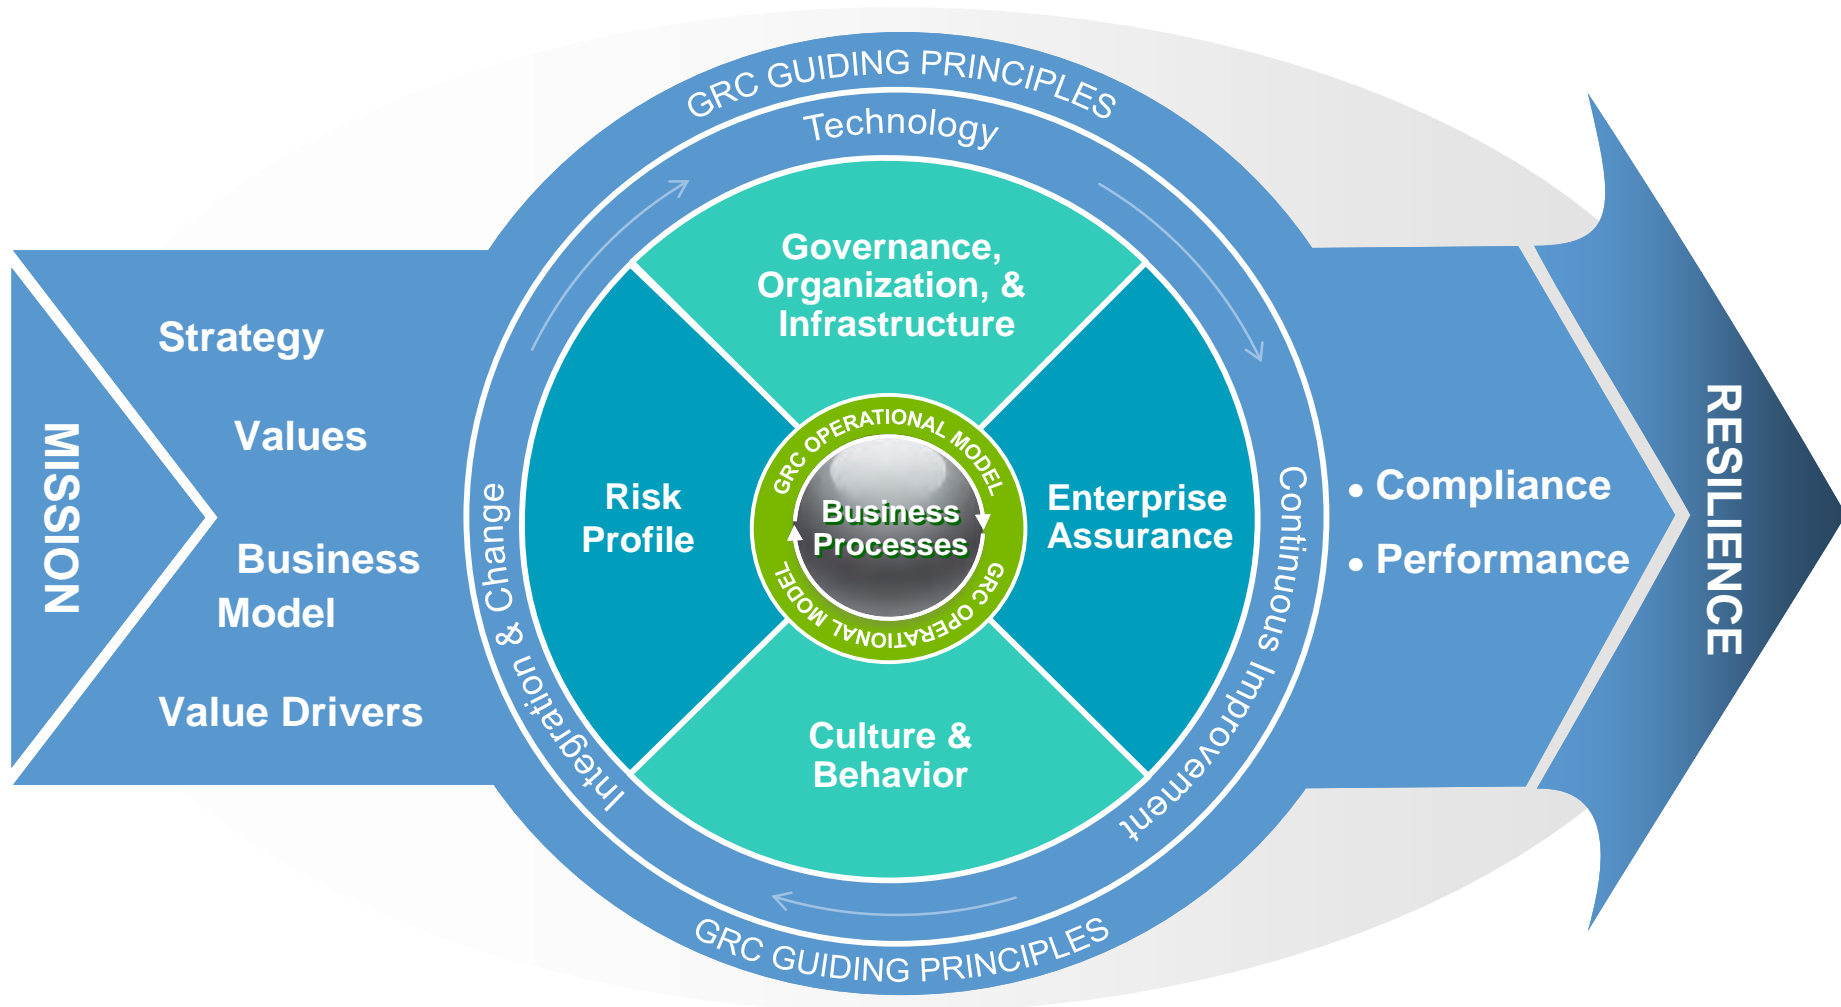 GRC GUIDING PRINCIPLES
Technology
Governance,
Organization, &
Infrastructure
MISSION
Strategy
Values
Business
Model
Value Drivers
Integration & Change
Risk
Profile
GRC OPERATIONAL MODEL
Business
Processes
GRC OPERATIONAL MODEL
Enterprise
Assurance
Continuous Improvement
• Compliance
• Performance
RESILIENCE
Culture &
Behavior
GRC GUIDING PRINCIPLES